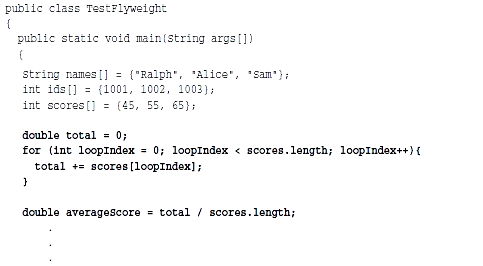 public class TestFlyweight
{
public static void main(String args[])
{
String names[] = {"Ralph", "Alice", "Sam"};
int ids[] = {1001, 1002, 1003};
int scores[] = {45, 55, 65};
double total = 0;
for (int loopIndex = 0; loopIndex < scores.length; loopIndex++){
total += scores[loopIndex];
}
double averageScore = total / scores.length;
.
.
.